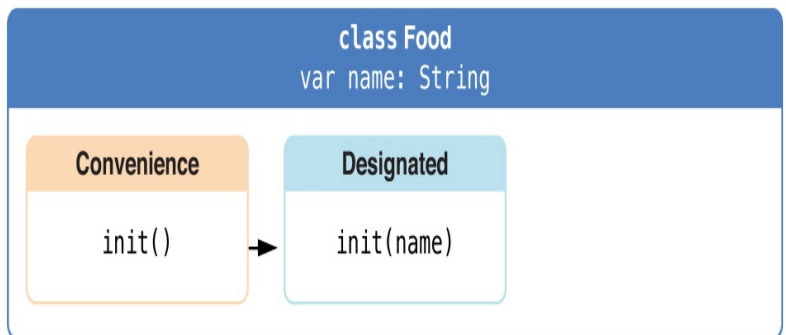 class Food
var name: String
Convenience
Designated
init()
init(name)